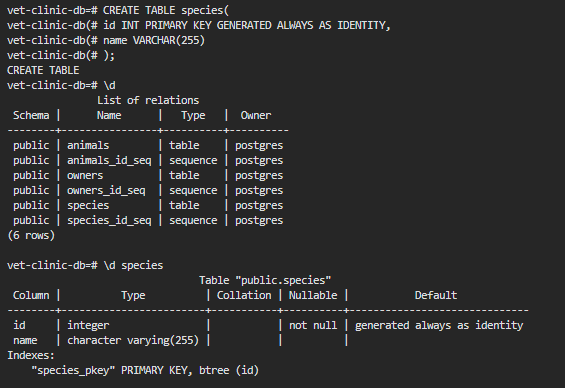 vet-clinic-db=# CREATE TABLE species(
vet-clinic-db(# id INT PRIMARY KEY GENERATED ALWAYS AS IDENTITY,
vet-clinic-db(# name VARCHAR(255)
vet-clinic-db(# );
CREATE TABLE
vet-clinic-db=# \d
              List of relations
 Schema |      Name      |   Type   |  Owner
--------+----------------+----------+----------
 public | animals        | table    | postgres
 public | animals_id_seq | sequence | postgres
 public | owners         | table    | postgres
 public | owners_id_seq  | sequence | postgres
 public | species        | table    | postgres
 public | species_id_seq | sequence | postgres
(6 rows)

vet-clinic-db=# \d species
                                 Table "public.species"
 Column |          Type          | Collation | Nullable |           Default
--------+------------------------+-----------+----------+------------------------------
 id     | integer                |           | not null | generated always as identity
 name   | character varying(255) |           |          |
Indexes:
    "species_pkey" PRIMARY KEY, btree (id)